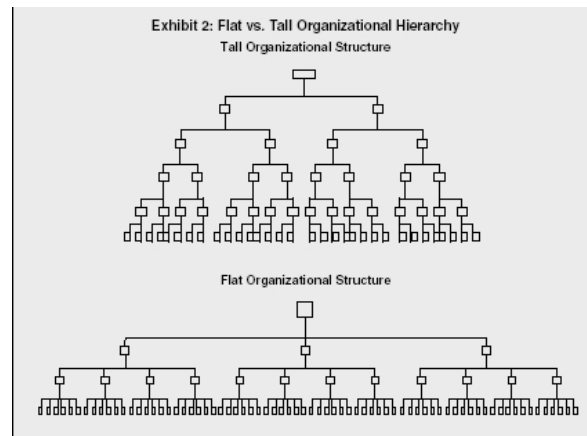 Exhibit 2: Flat vs. Tall Organizational Hierarchy
Tall Organizational Structure
Flat Organizational Structure